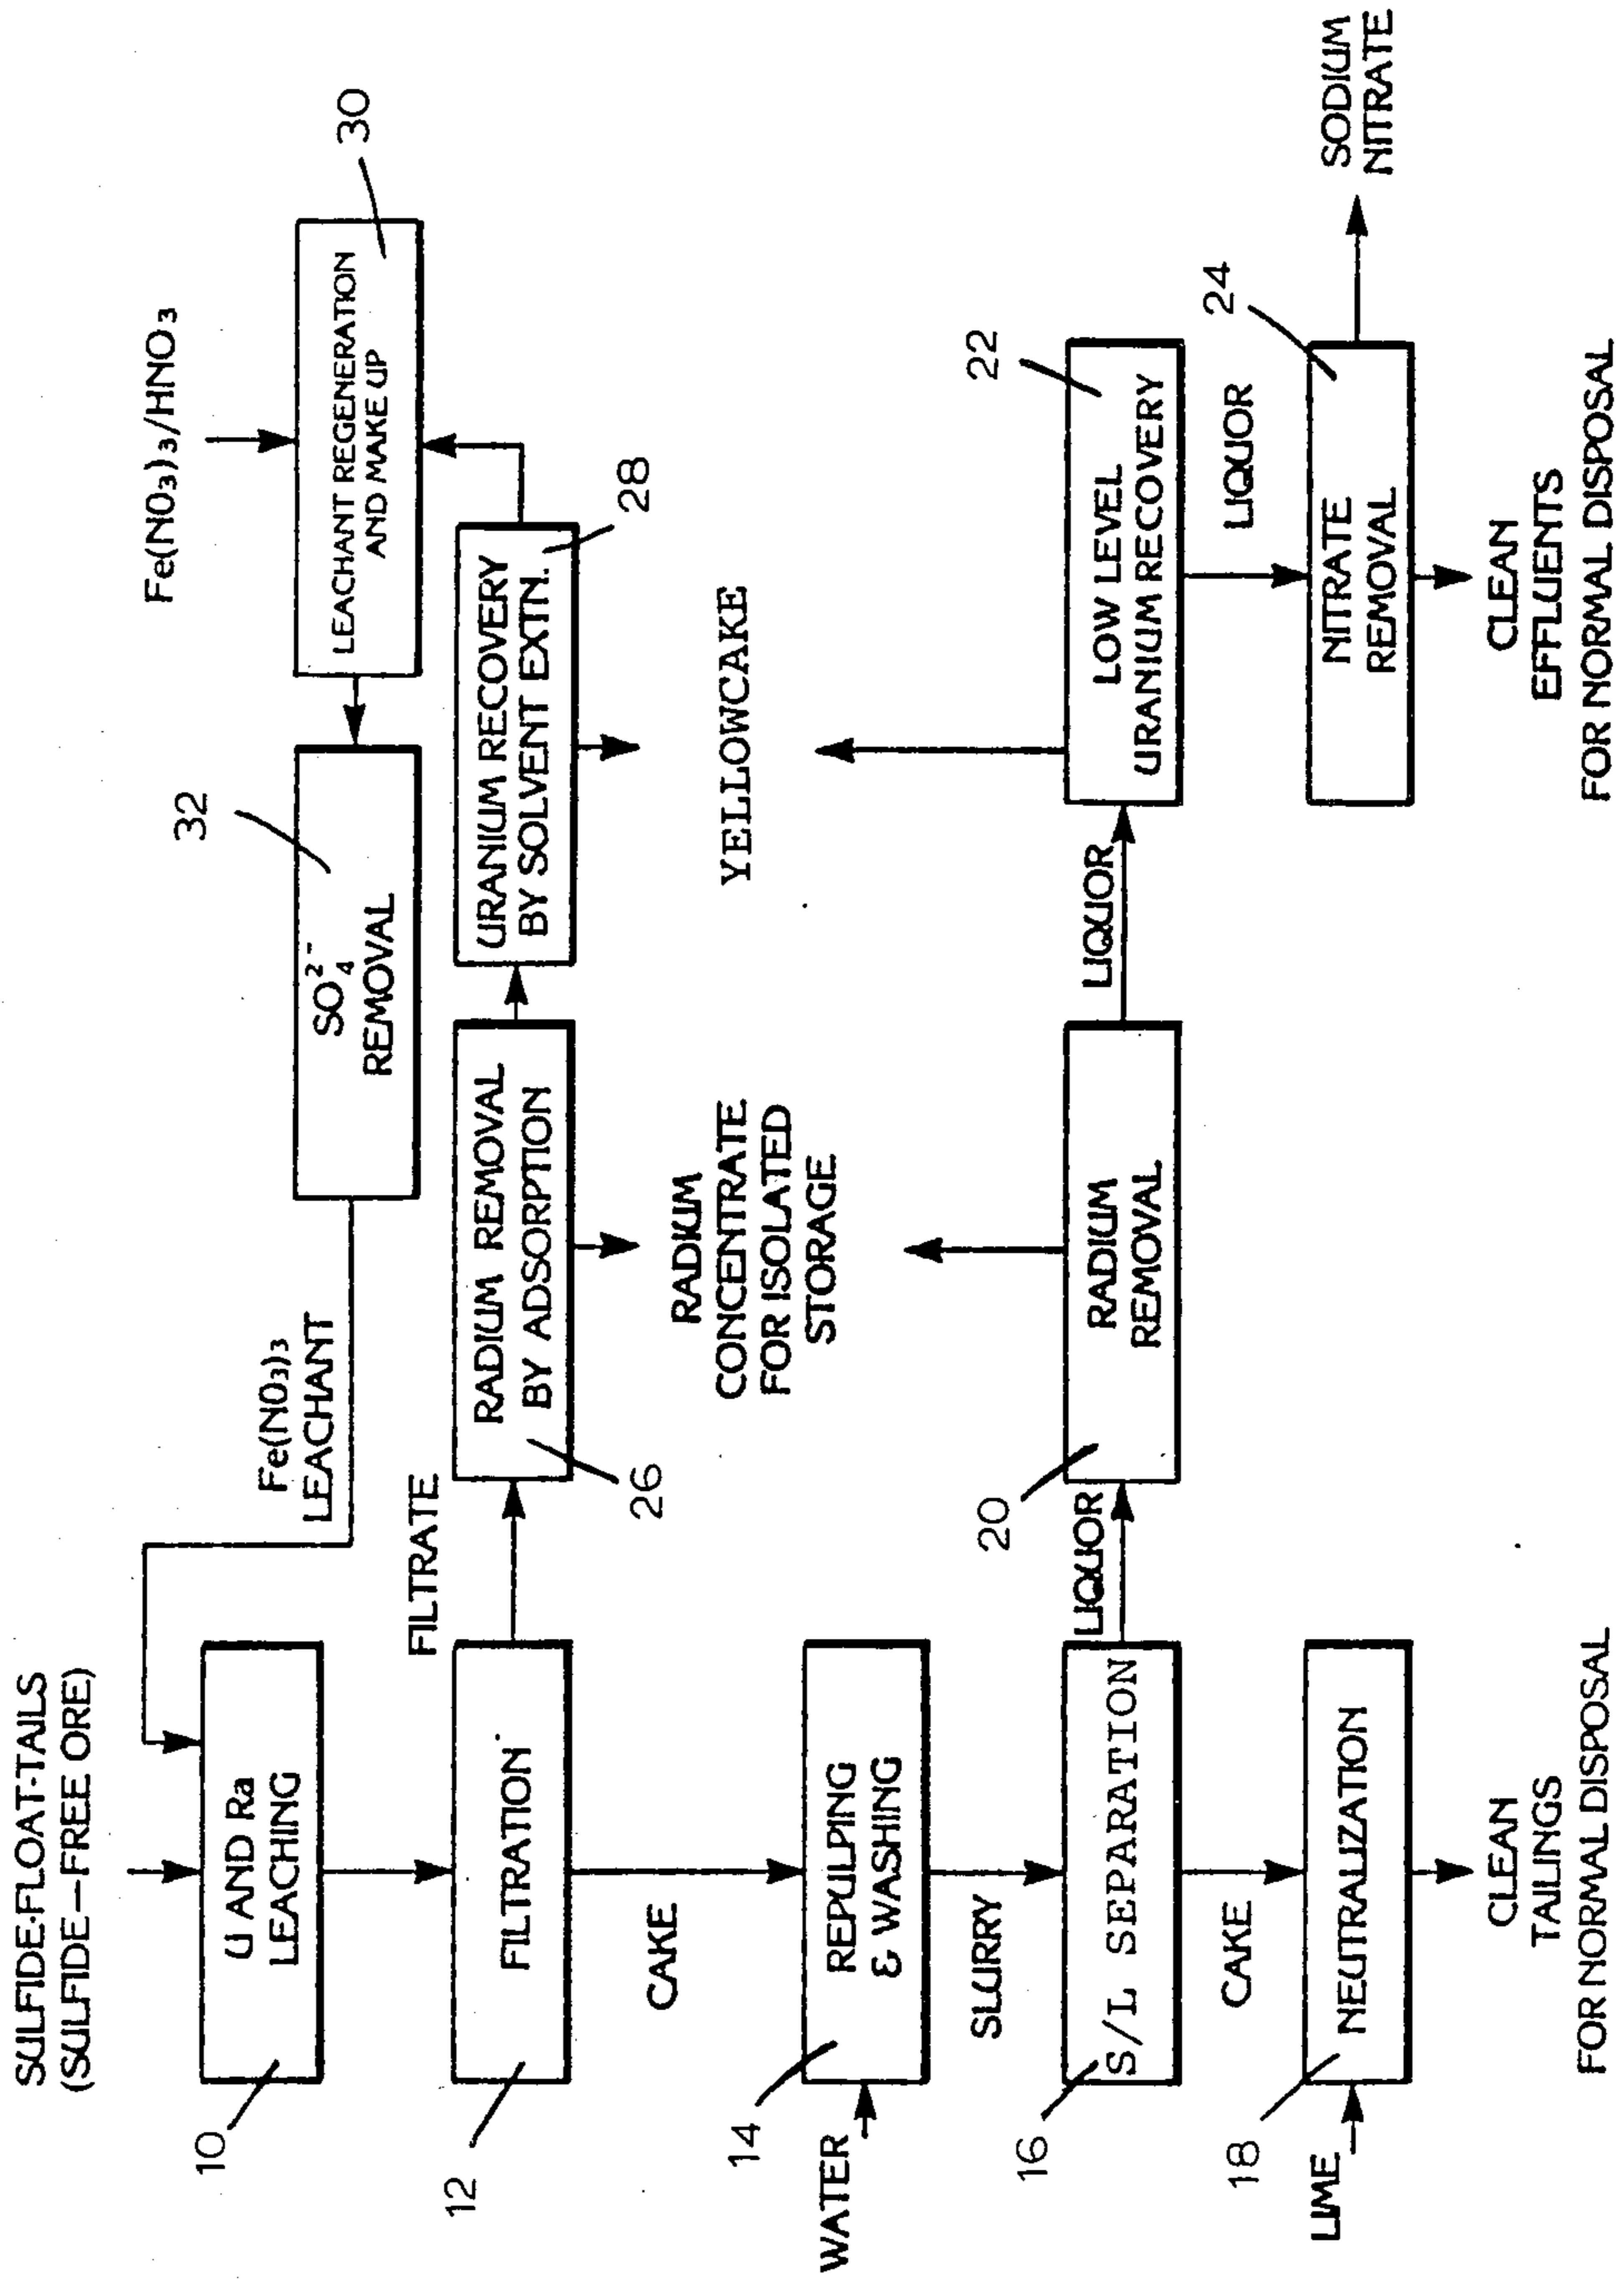 SULFIDE-FLOAT-TAILS
(SULFIDE-FREE ORE)
10
U AND Ra
LEACHING
Fe(NO3)3
LEACHANT
32
SO4 2-
REMOVAL
Fe(NO3)3/HNO3
LEACHANT REGENERATION
AND MAKE UP
30
12
FILTRATION
FILTRATE
RADIUM REMOVAL
BY ADSORPTION
26
URANIUM RECOVERY
BY SOLVENT EXTN.
28
CAKE
RADIUM
CONCENTRATE
FOR ISOLATED
STORAGE
YELLOWCAKE
WATER
14
REPULPING
& WASHING
SLURRY
16
S/L SEPARATION
LIQUOR
20
RADIUM
REMOVAL
LIQUOR
22
LOW LEVEL
URANIUM RECOVERY
CAKE
LIQUOR
LIME
18
NEUTRALIZATION
24
NITRATE
REMOVAL
SODIUM
NITRATE
CLEAN
TAILINGS
FOR NORMAL DISPOSAL
CLEAN
EFFLUENTS
FOR NORMAL DISPOSAL